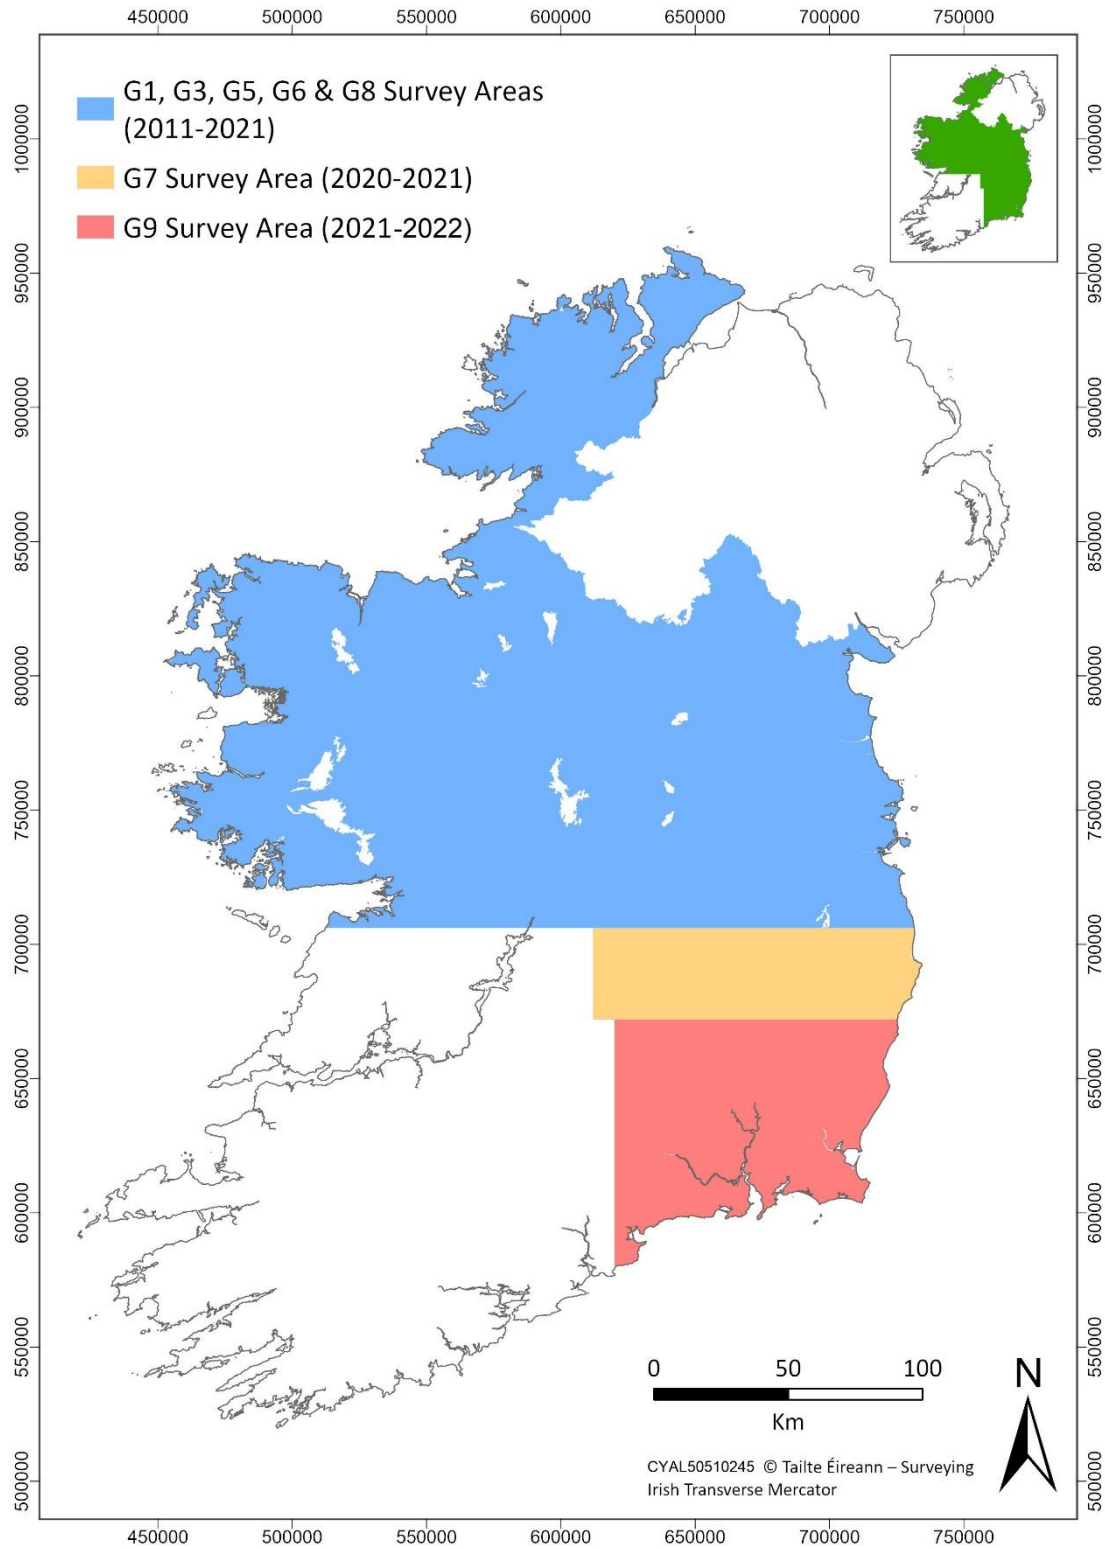 450000 500000 550000 600000 650000 700000 750000
G1, G3, G5, G6 & G8 Survey Areas
(2011-2021)
G7 Survey Area (2020-2021)
G9 Survey Area (2021-2022)
1000000 1000000
950000 950000
900000 900000
850000 850000
800000 800000
750000 750000
700000 700000
650000 650000
600000 600000
550000 550000
500000 500000
0 50 100
Km
N
CYAL50510245 © Tailte Éireann – Surveying
Irish Transverse Mercator
450000 500000 550000 600000 650000 700000 750000